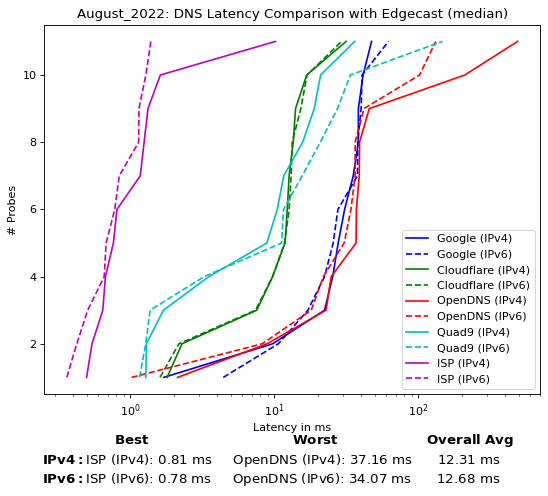 August_2022: DNS Latency Comparison with Edgecast (median)
# Probes
10
8
6
4
2
Google (IPv4)
Google (IPv6)
Cloudflare (IPv4)
Cloudflare (IPv6)
OpenDNS (IPv4)
OpenDNS (IPv6)
Quad9 (IPv4)
Quad9 (IPv6)
ISP (IPv4)
ISP (IPv6)
10⁰ 10¹ 10²
Latency in ms
Best Worst Overall Avg
IPv4: ISP (IPv4): 0.81 ms OpenDNS (IPv4): 37.16 ms 12.31 ms
IPv6: ISP (IPv6): 0.78 ms OpenDNS (IPv6): 34.07 ms 12.68 ms